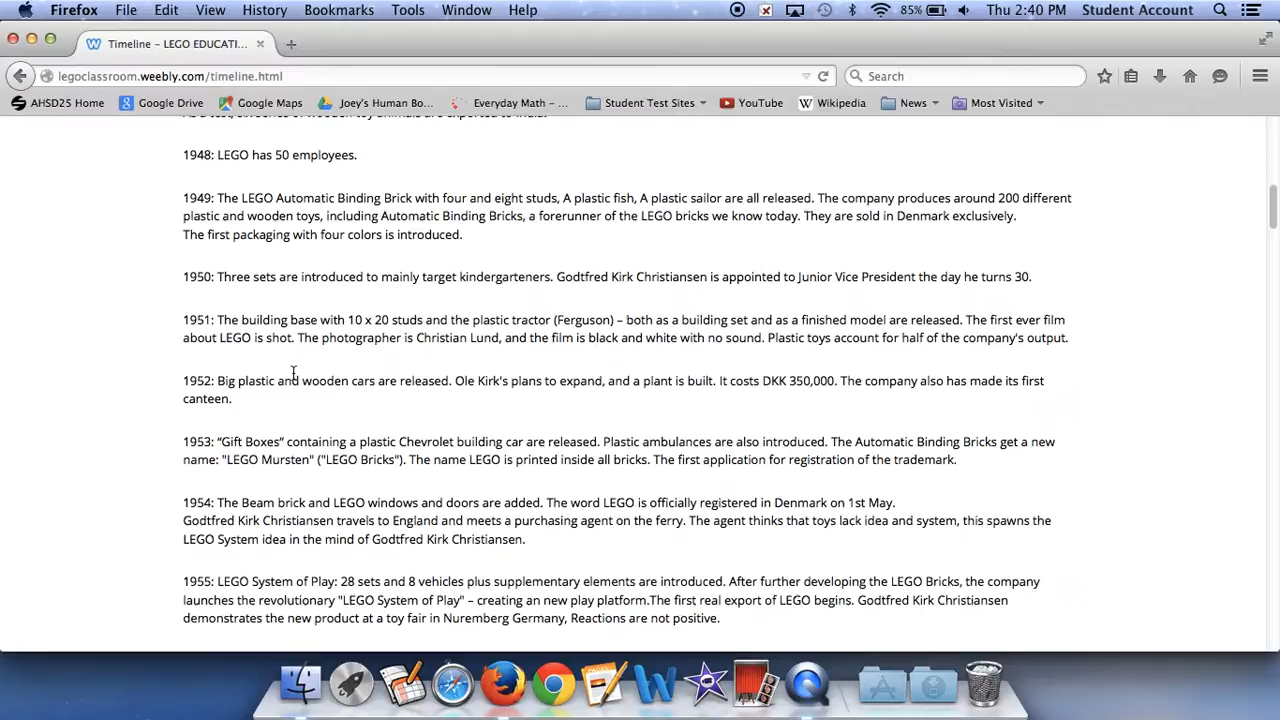 Firefox File Edit View History Bookmarks Tools Window Help 85% Thu 2:40 PM Student Account
Timeline – LEGO EDUCATI...
legoclassroom.weebly.com/timeline.html Search
AHSD25 Home Google Drive Google Maps Joey's Human Bo... Everyday Math – ... Student Test Sites YouTube Wikipedia News Most Visited
1948: LEGO has 50 employees.
1949: The LEGO Automatic Binding Brick with four and eight studs, A plastic fish, A plastic sailor are all released. The company produces around 200 different
plastic and wooden toys, including Automatic Binding Bricks, a forerunner of the LEGO bricks we know today. They are sold in Denmark exclusively.
The first packaging with four colors is introduced.
1950: Three sets are introduced to mainly target kindergarteners. Godtfred Kirk Christiansen is appointed to Junior Vice President the day he turns 30.
1951: The building base with 10 x 20 studs and the plastic tractor (Ferguson) – both as a building set and as a finished model are released. The first ever film
about LEGO is shot. The photographer is Christian Lund, and the film is black and white with no sound. Plastic toys account for half of the company's output.
1952: Big plastic and wooden cars are released. Ole Kirk's plans to expand, and a plant is built. It costs DKK 350,000. The company also has made its first
canteen.
1953: “Gift Boxes” containing a plastic Chevrolet building car are released. Plastic ambulances are also introduced. The Automatic Binding Bricks get a new
name: "LEGO Mursten" ("LEGO Bricks"). The name LEGO is printed inside all bricks. The first application for registration of the trademark.
1954: The Beam brick and LEGO windows and doors are added. The word LEGO is officially registered in Denmark on 1st May.
Godtfred Kirk Christiansen travels to England and meets a purchasing agent on the ferry. The agent thinks that toys lack idea and system, this spawns the
LEGO System idea in the mind of Godtfred Kirk Christiansen.
1955: LEGO System of Play: 28 sets and 8 vehicles plus supplementary elements are introduced. After further developing the LEGO Bricks, the company
launches the revolutionary "LEGO System of Play" – creating an new play platform.The first real export of LEGO begins. Godtfred Kirk Christiansen
demonstrates the new product at a toy fair in Nuremberg Germany, Reactions are not positive.